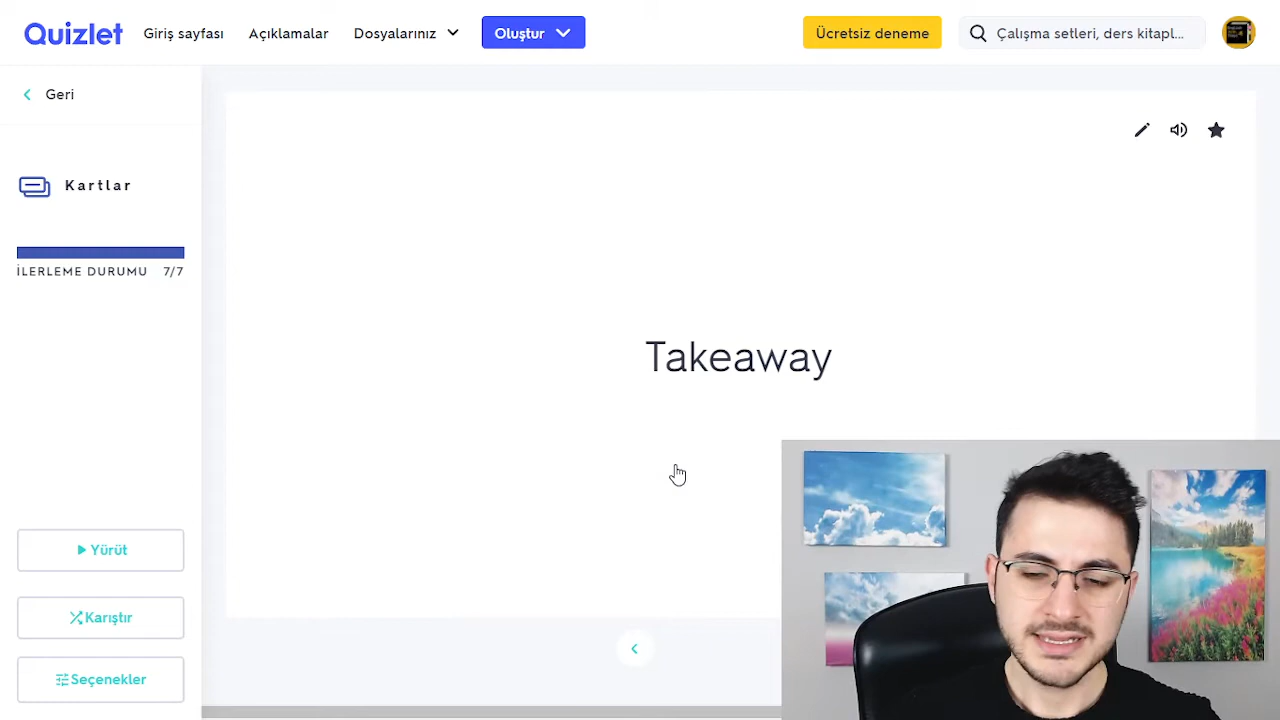 Quizlet
Giriş sayfası
Açıklamalar
Dosyalarınız
Oluştur
Ücretsiz deneme
Çalışma setleri, ders kitapl...
Geri
Kartlar
İLERLEME DURUMU 7/7
Takeaway
Yürüt
Karıştır
Seçenekler